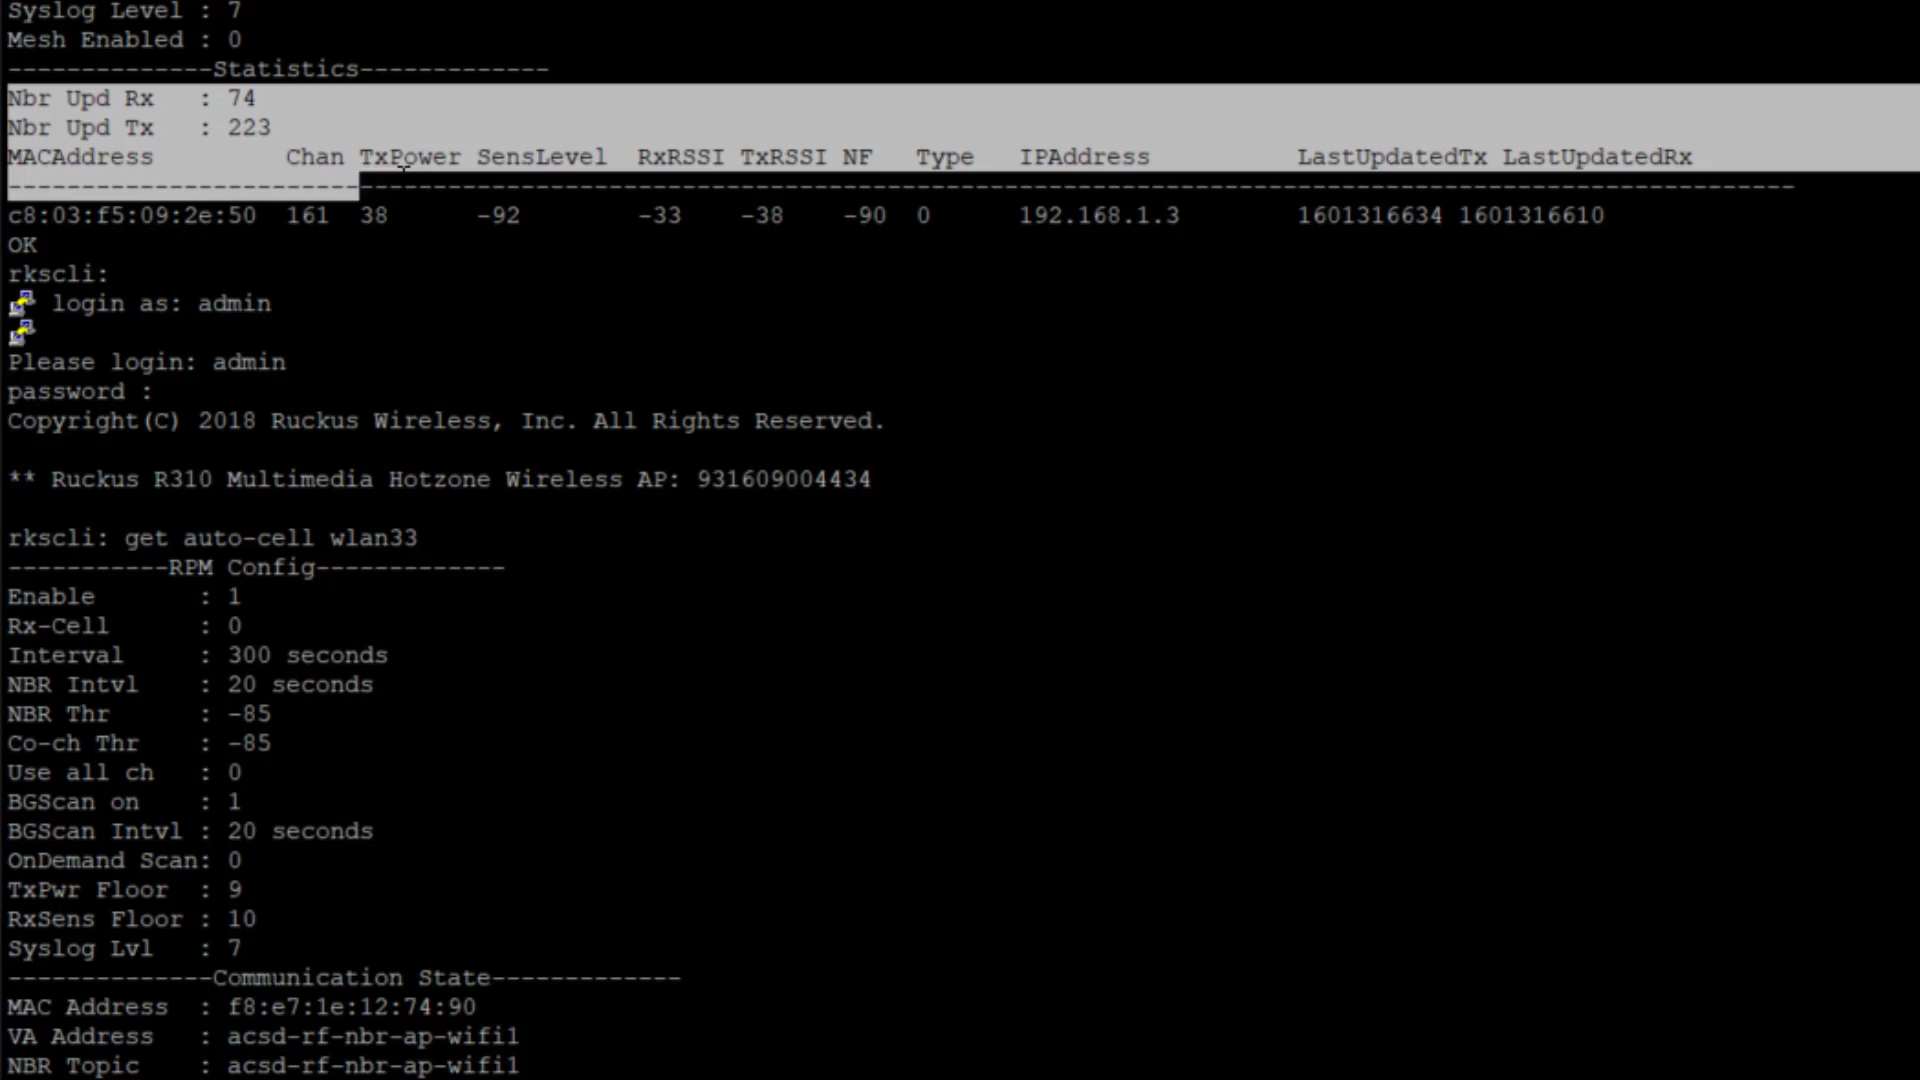 Syslog Level : 7
Mesh Enabled : 0
--------------Statistics-------------
Nbr Upd Rx   : 74
Nbr Upd Tx   : 223
MACAddress         Chan TxPower SensLevel  RxRSSI TxRSSI NF   Type   IPAddress          LastUpdatedTx LastUpdatedRx
--------------------------------------------------------------------------------------------------------------------------
c8:03:f5:09:2e:50  161  38      -92        -33    -38    -90  0      192.168.1.3        1601316634 1601316610
OK
rkscli:
login as: admin
Please login: admin
password :
Copyright(C) 2018 Ruckus Wireless, Inc. All Rights Reserved.
** Ruckus R310 Multimedia Hotzone Wireless AP: 931609004434
rkscli: get auto-cell wlan33
-----------RPM Config-------------
Enable       : 1
Rx-Cell      : 0
Interval     : 300 seconds
NBR Intvl    : 20 seconds
NBR Thr      : -85
Co-ch Thr    : -85
Use all ch   : 0
BGScan on    : 1
BGScan Intvl : 20 seconds
OnDemand Scan: 0
TxPwr Floor  : 9
RxSens Floor : 10
Syslog Lvl   : 7
--------------Communication State-------------
MAC Address  : f8:e7:1e:12:74:90
VA Address   : acsd-rf-nbr-ap-wifi1
NBR Topic    : acsd-rf-nbr-ap-wifi1